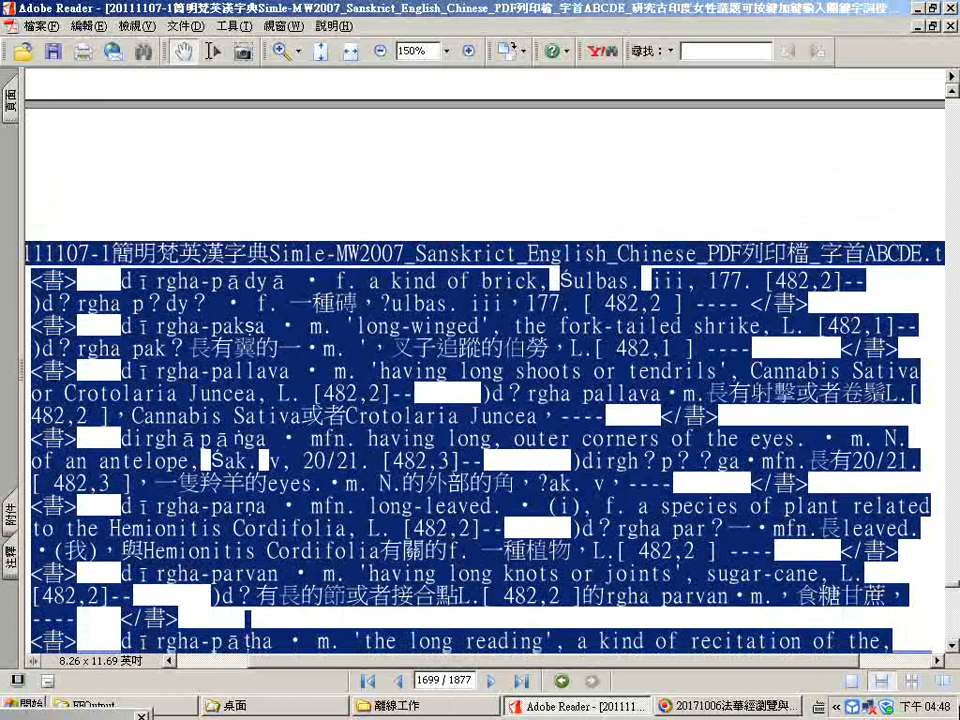 Adobe Reader - [20111107-1簡明梵英漢字典Simle-MW2007_Sanskrict_English_Chinese_PDF列印檔_字首ABCDE_研究古印度女性議題可按鍵加鍵輸入關鍵字詞搜
檔案(F) 編輯(E) 檢視(V) 文件(D) 工具(T) 視窗(W) 說明(H)
150% 尋找:
頁面
111107-1簡明梵英漢字典Simle-MW2007_Sanskrict_English_Chinese_PDF列印檔_字首ABCDE.t
<書> dīrgha-pādyā • f. a kind of brick, Śulbas. iii, 177. [482,2]--
)d？rgha p？dy？ • f. 一種磚，?ulbas. iii，177. [ 482,2 ] ---- </書>
<書> dīrgha-pakṣa • m. 'long-winged', the fork-tailed shrike, L. [482,1]--
)d？rgha pak？長有翼的一•m. '，叉子追蹤的伯勞，L.[ 482,1 ] ---- </書>
<書> dīrgha-pallava • m. 'having long shoots or tendrils', Cannabis Sativa
or Crotolaria Juncea, L. [482,2]-- )d？rgha pallava•m.長有射擊或者卷鬚L.[
482,2 ]，Cannabis Sativa或者Crotolaria Juncea，---- </書>
<書> dirghāpāṅga • mfn. having long, outer corners of the eyes. • m. N.
of an antelope, Śak. v, 20/21. [482,3]-- )dirgh？p？？ga•mfn.長有20/21.
[ 482,3 ]，一隻羚羊的eyes.•m. N.的外部的角，?ak. v，---- </書>
<書> dīrgha-parṇa • mfn. long-leaved. • (i), f. a species of plant related
to the Hemionitis Cordifolia, L. [482,2]-- )d？rgha par？一•mfn.長leaved.
•(我)，與Hemionitis Cordifolia有關的f. 一種植物，L.[ 482,2 ] ---- </書>
<書> dīrgha-parvan • m. 'having long knots or joints', sugar-cane, L.
[482,2]-- )d？有長的節或者接合點L.[ 482,2 ]的rgha parvan•m.，食糖甘蔗，
---- </書>
<書> dīrgha-pāṭha • m. 'the long reading', a kind of recitation of the,
附件
註釋
8.26 x 11.69 英吋
1699 / 1877
開始 FFOutput 桌面 離線工作 Adobe Reader - [2011... 20171006法華經瀏覽與... 下午 04:48